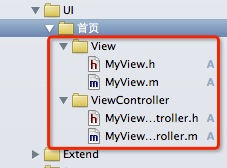 UI
首页
View
h MyView.h A
m MyView.m A
ViewController
h MyView...troller.h A
m MyView...roller.m A
Extend